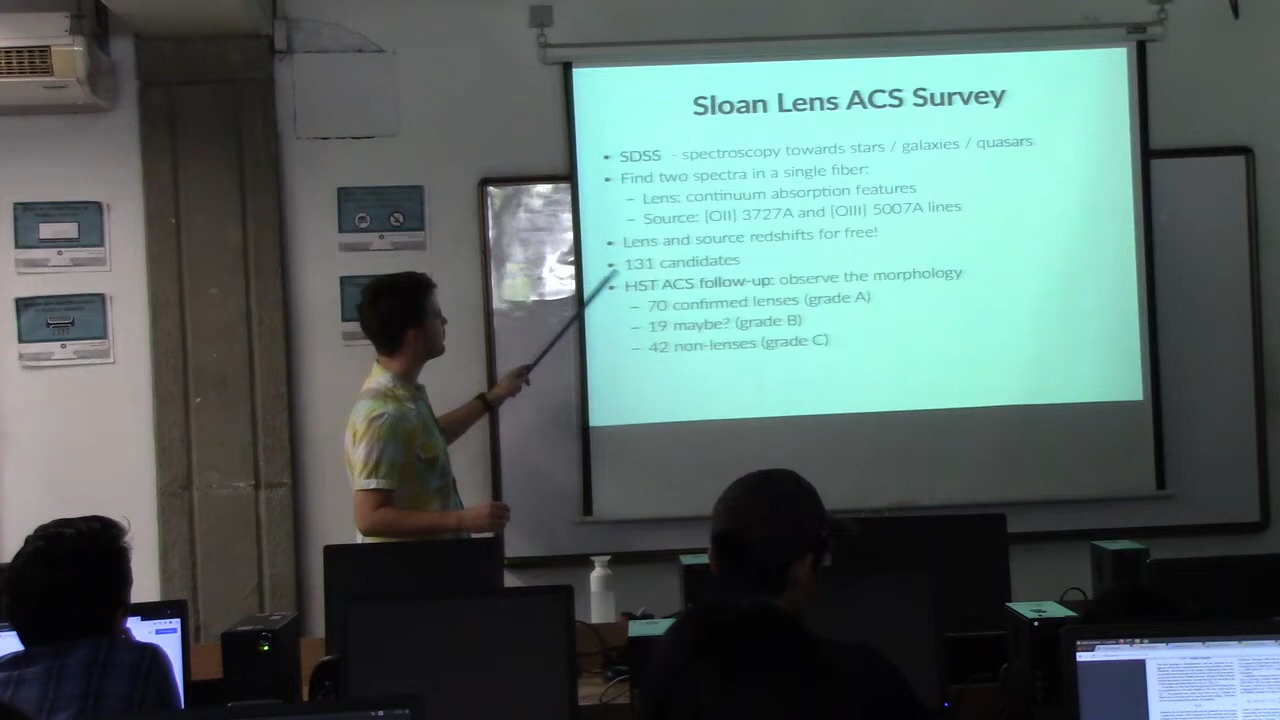 Sloan Lens ACS Survey
▪ SDSS - spectroscopy towards stars / galaxies / quasars
▪ Find two spectra in a single fiber:
– Lens: continuum absorption features
– Source: [OII] 3727A and [OIII] 5007A lines
▪ Lens and source redshifts for free!
▪ 131 candidates
▪ HST ACS follow-up: observe the morphology
– 70 confirmed lenses (grade A)
– 19 maybe? (grade B)
– 42 non-lenses (grade C)